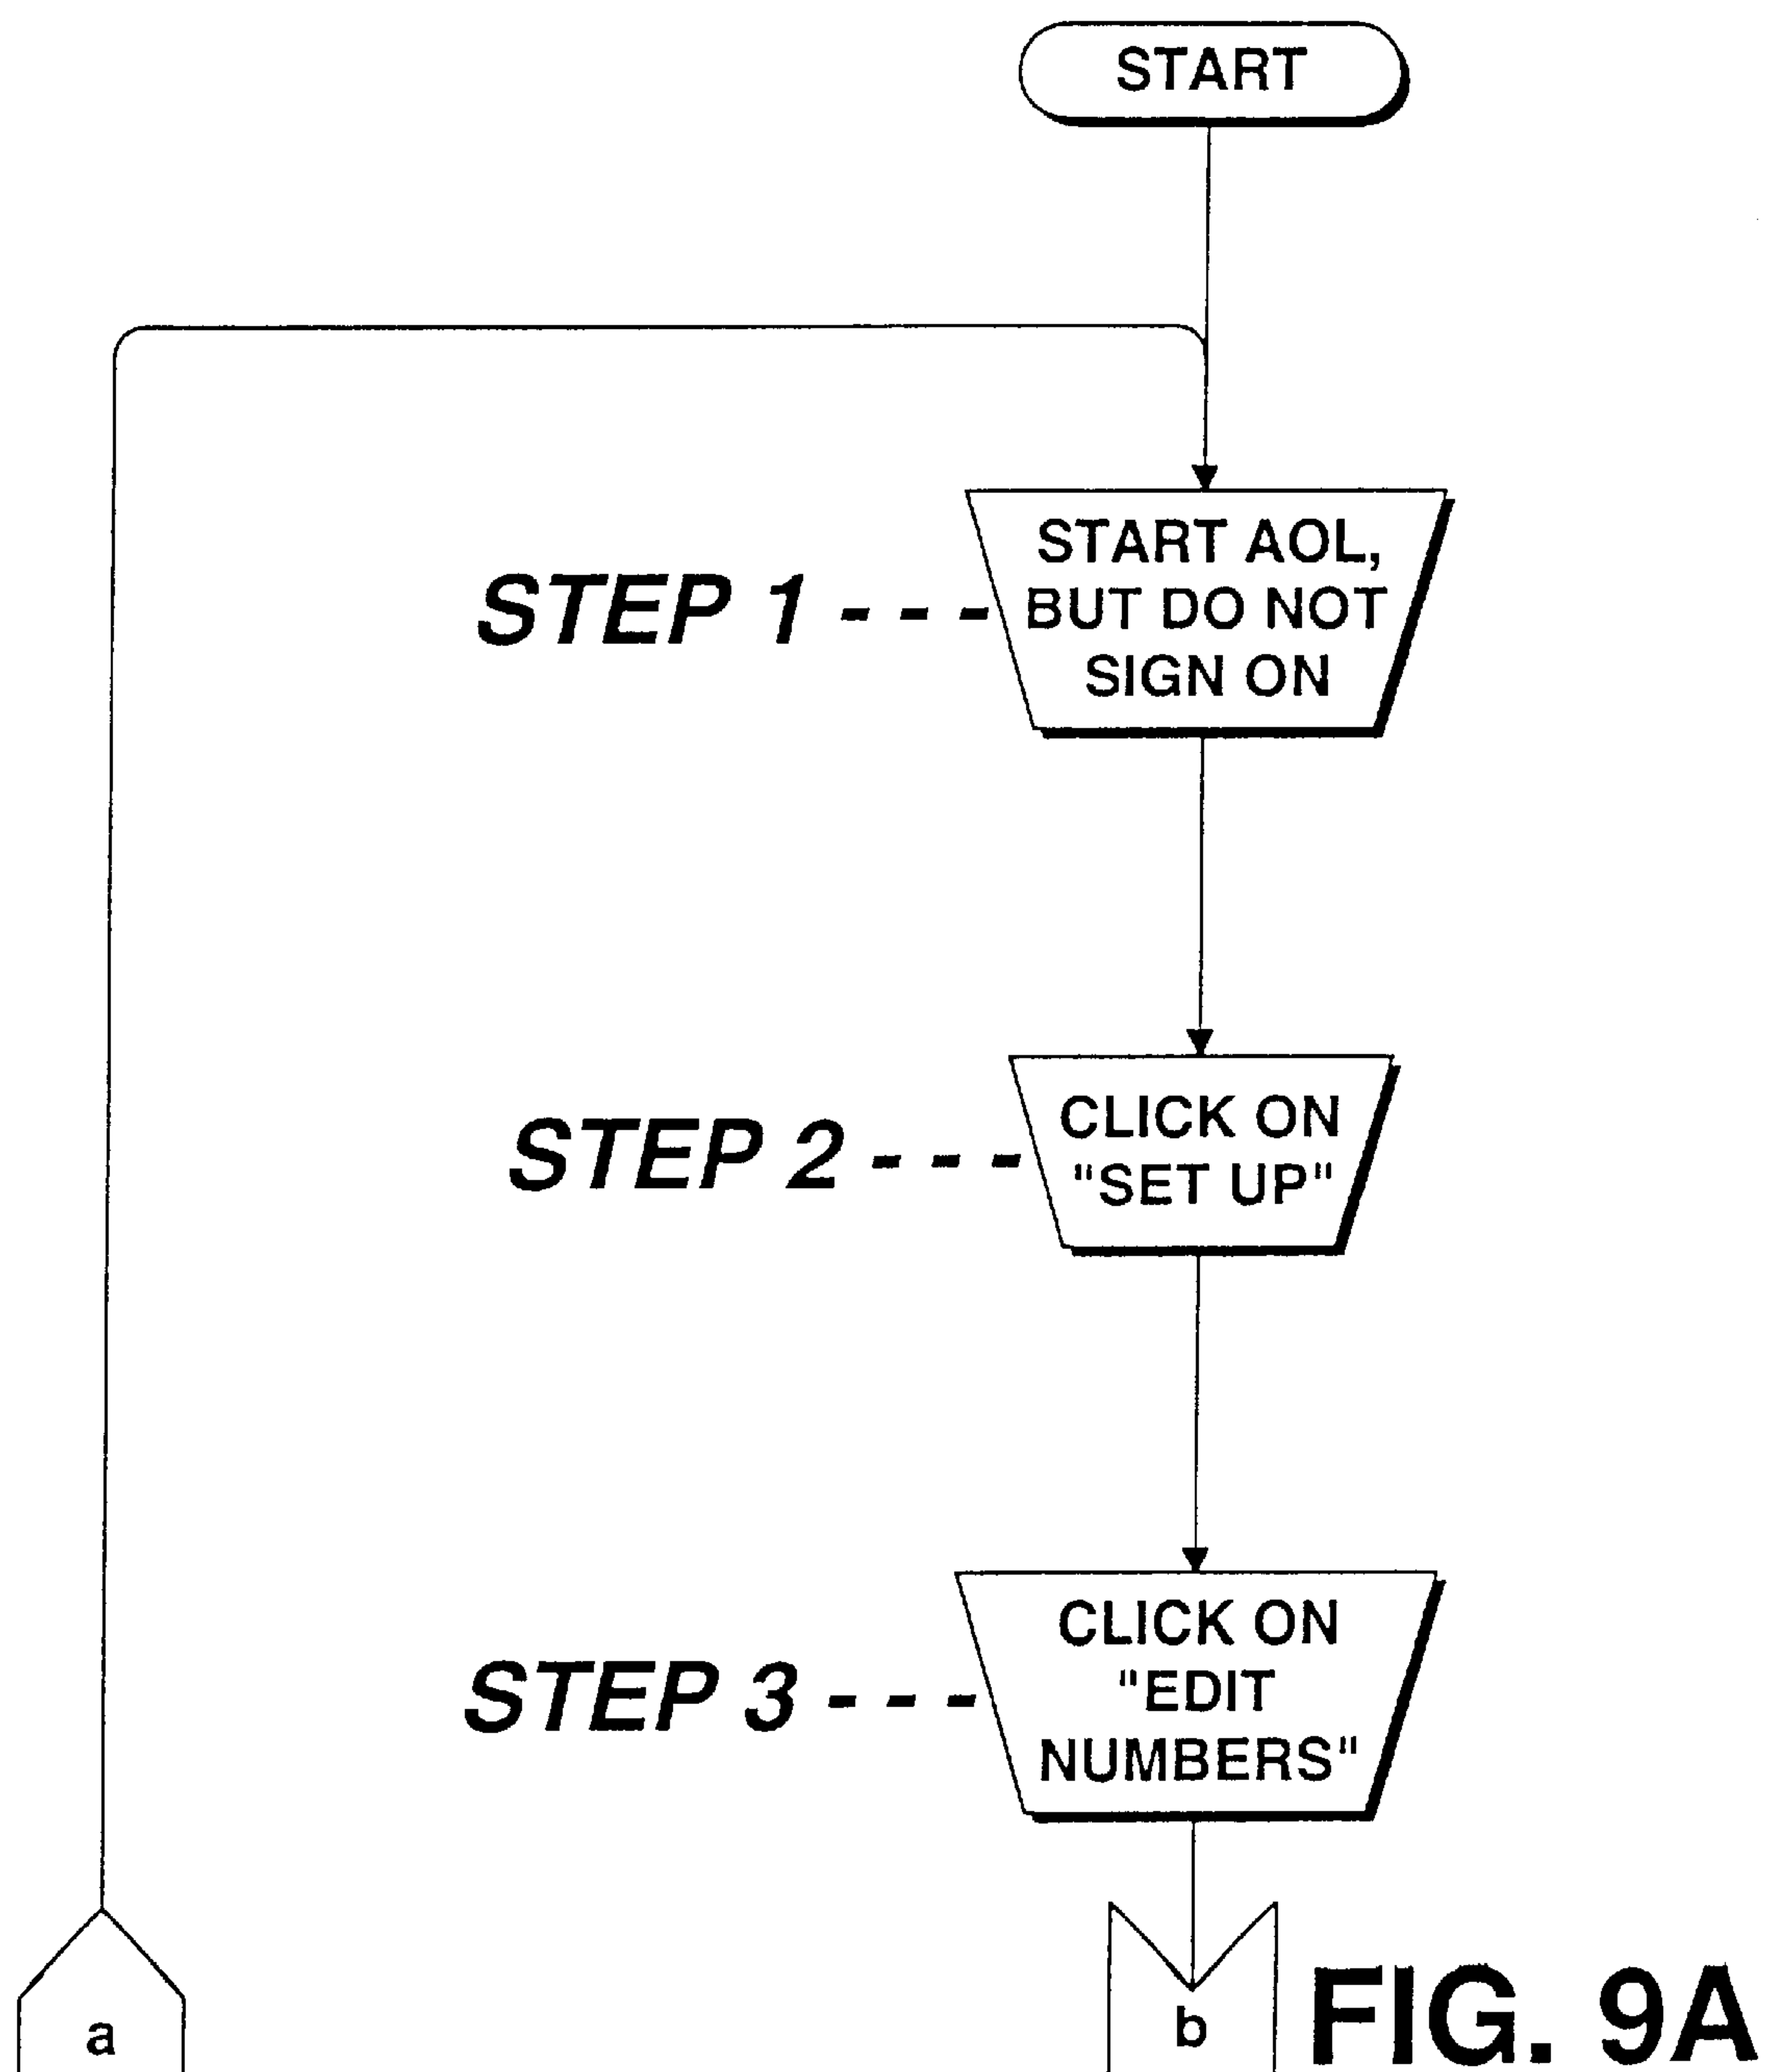 START
START AOL,
BUT DO NOT
SIGN ON
STEP 1 - - -
CLICK ON
"SET UP"
STEP 2 - - -
CLICK ON
"EDIT
NUMBERS"
STEP 3 - - -
a
b
FIG. 9A